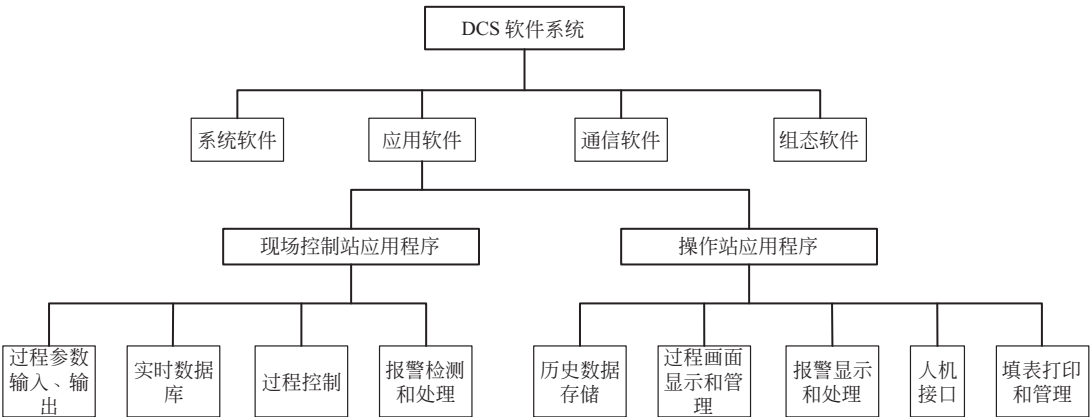 DCS 软件系统
系统软件
应用软件
通信软件
组态软件
现场控制站应用程序
操作站应用程序
过程参数
输入、输
出
实时数据
库
过程控制
报警检测
和处理
历史数据
存储
过程画面
显示和管
理
报警显示
和处理
人机
接口
填表打印
和管理